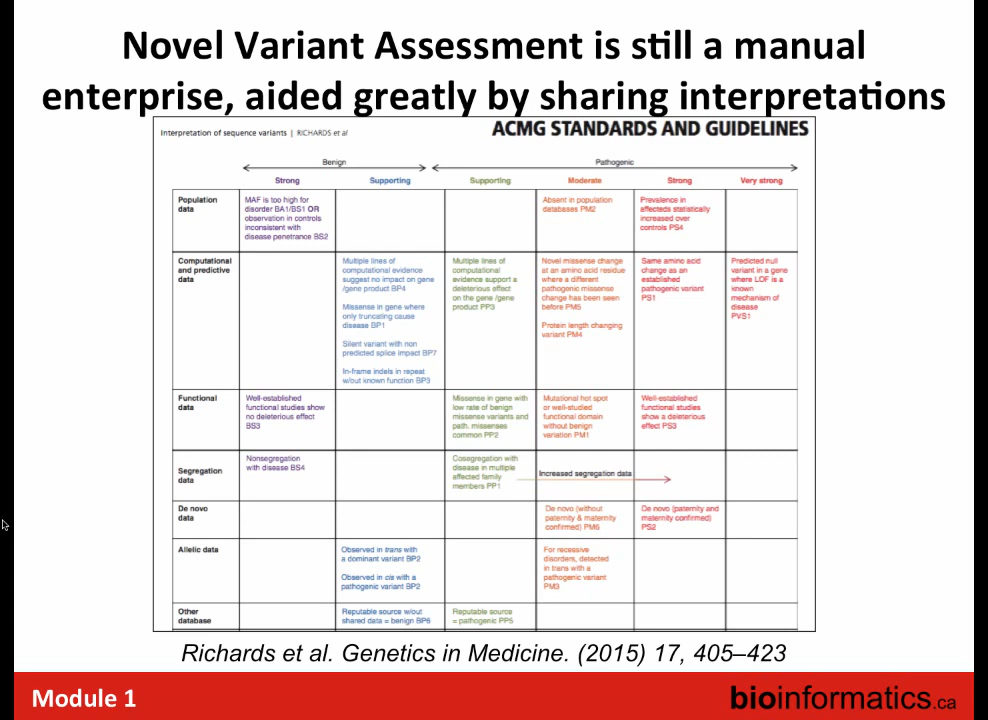 Novel Variant Assessment is still a manual
enterprise, aided greatly by sharing interpretations
Interpretation of sequence variants | RICHARDS et al
ACMG STANDARDS AND GUIDELINES
Benign
Pathogenic
Strong
Supporting
Supporting
Moderate
Strong
Very strong
Population
data
MAF is too high for
disorder BA1/BS1 OR
observation in controls
inconsistent with
disease penetrance BS2
Absent in population
databases PM2
Prevalence in
affecteds statistically
increased over
controls PS4
Computational
and predictive
data
Multiple lines of
computational evidence
suggest no impact on gene
/gene product BP4
Missense in gene where
only truncating cause
disease BP1
Silent variant with non
predicted splice impact BP7
In-frame indels in repeat
w/out known function BP3
Multiple lines of
computational
evidence support a
deleterious effect
on the gene /gene
product PP3
Novel missense change
at an amino acid residue
where a different
pathogenic missense
change has been seen
before PM5
Protein length changing
variant PM4
Same amino acid
change as an
established
pathogenic variant
PS1
Predicted null
variant in a gene
where LOF is a
known
mechanism of
disease
PVS1
Functional
data
Well-established
functional studies show
no deleterious effect
BS3
Missense in gene with
low rate of benign
missense variants and
path. missenses
common PP2
Mutational hot spot
or well-studied
functional domain
without benign
variation PM1
Well-established
functional studies
show a deleterious
effect PS3
Segregation
data
Nonsegregation
with disease BS4
Cosegregation with
disease in multiple
affected family
members PP1
Increased segregation data
De novo
data
De novo (without
paternity & maternity
confirmed) PM6
De novo (paternity and
maternity confirmed)
PS2
Allelic data
Observed in trans with
a dominant variant BP2
Observed in cis with a
pathogenic variant BP2
For recessive
disorders, detected
in trans with a
pathogenic variant
PM3
Other
database
Reputable source w/out
shared data = benign BP6
Reputable source
= pathogenic PP5
Richards et al. Genetics in Medicine. (2015) 17, 405–423
Module 1
bioinformatics.ca